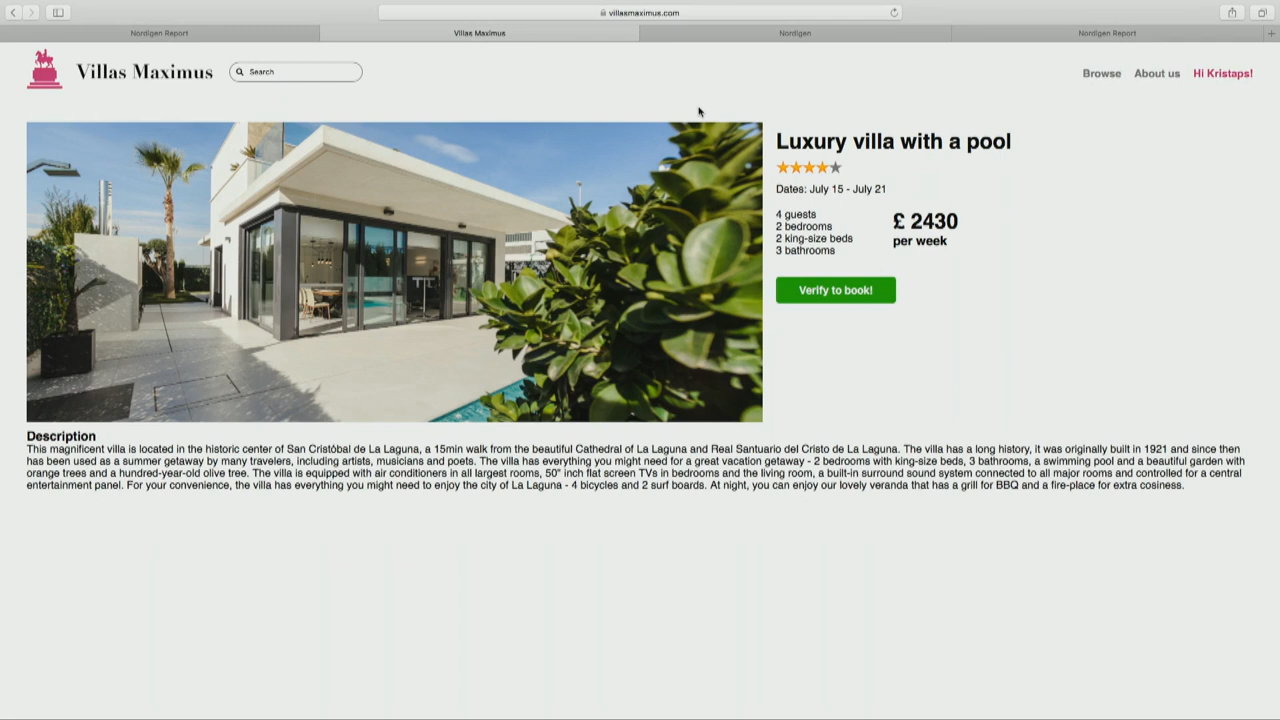 villasmaximus.com
Nordigen Report
Villas Maximus
Nordigen
Nordigen Report
Villas Maximus
Search
Browse
About us
Hi Kristaps!
Luxury villa with a pool
Dates: July 15 - July 21
4 guests
2 bedrooms
2 king-size beds
3 bathrooms
£ 2430
per week
Verify to book!
Description
This magnificent villa is located in the historic center of San Cristóbal de La Laguna, a 15min walk from the beautiful Cathedral of La Laguna and Real Santuario del Cristo de La Laguna. The villa has a long history, it was originally built in 1921 and since then
has been used as a summer getaway by many travelers, including artists, musicians and poets. The villa has everything you might need for a great vacation getaway - 2 bedrooms with king-size beds, 3 bathrooms, a swimming pool and a beautiful garden with
orange trees and a hundred-year-old olive tree. The villa is equipped with air conditioners in all largest rooms, 50" inch flat screen TVs in bedrooms and the living room, a built-in surround sound system connected to all major rooms and controlled for a central
entertainment panel. For your convenience, the villa has everything you might need to enjoy the city of La Laguna - 4 bicycles and 2 surf boards. At night, you can enjoy our lovely veranda that has a grill for BBQ and a fire-place for extra cosiness.